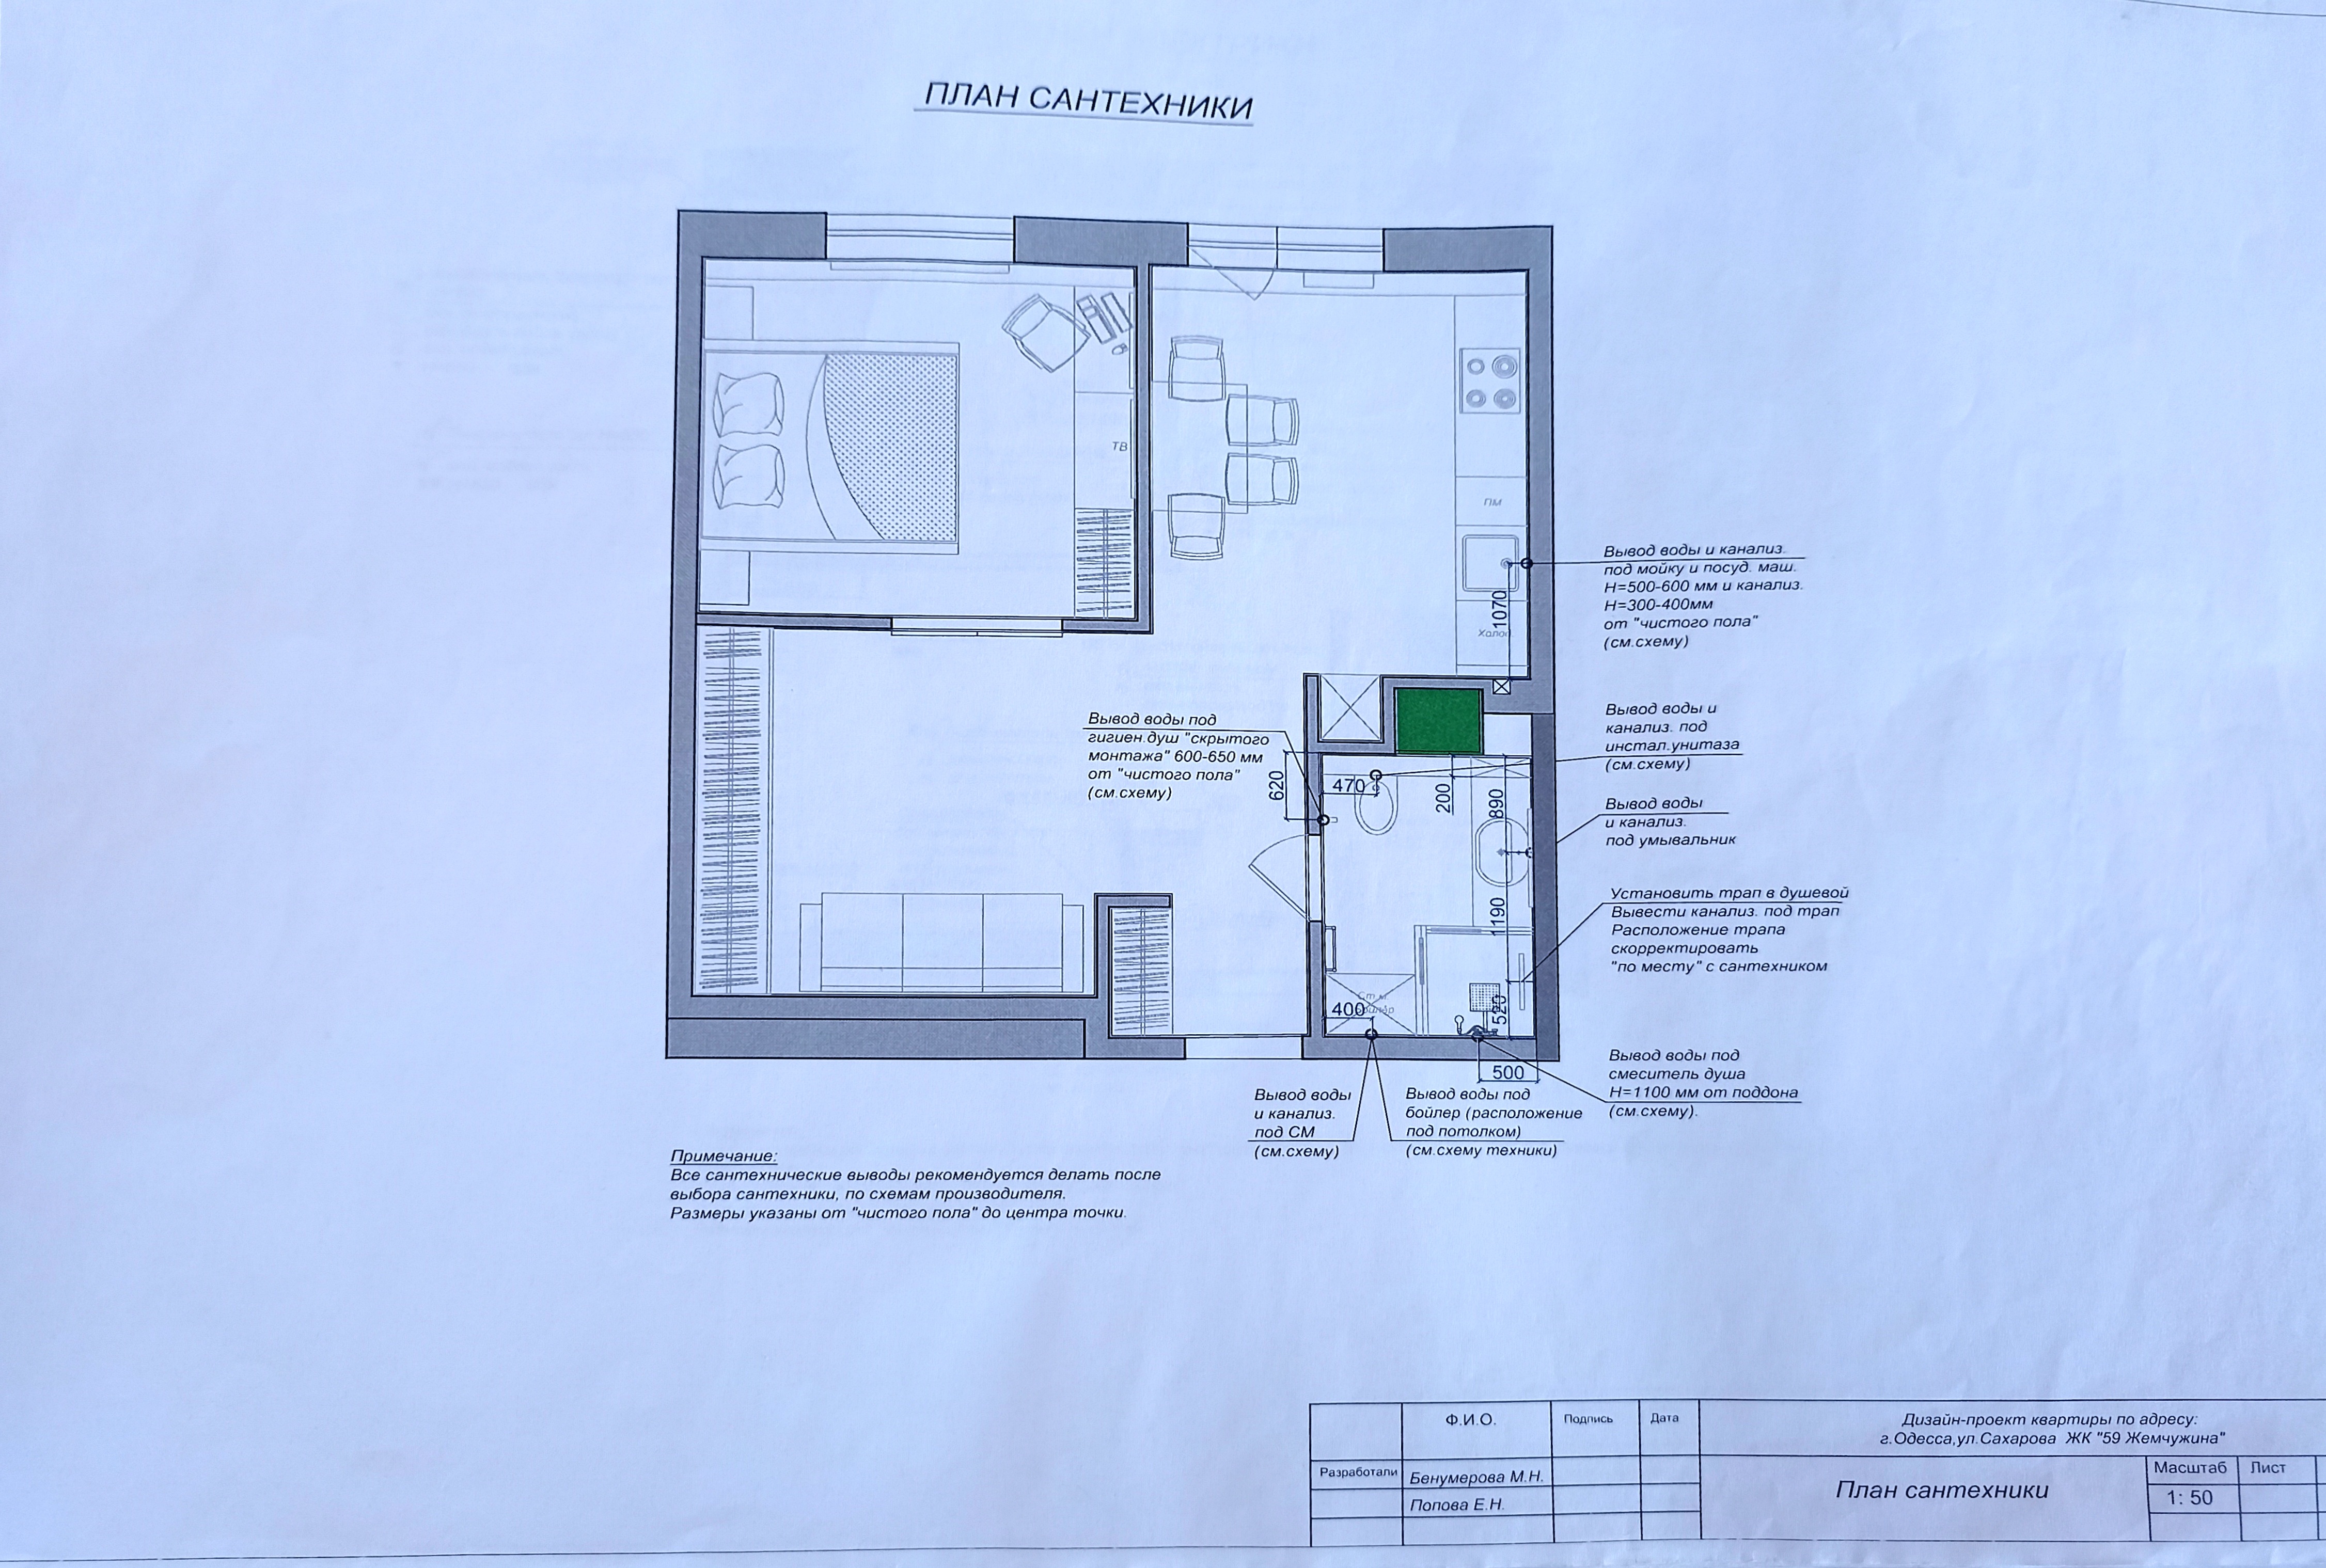 ПЛАН САНТЕХНИКИ
ТВ
ПМ
1070
Вывод воды и канализ.
под мойку и посуд. маш.
Н=500-600 мм и канализ.
Н=300-400мм
от "чистого пола"
(см.схему)
Вывод воды под
гигиен.душ "скрытого
монтажа" 600-650 мм
от "чистого пола"
(см.схему)
620
470
200
890
1190
520
400
500
Ст.м.
Вывод воды и
канализ. под
инстал.унитаза
(см.схему)
Вывод воды
и канализ.
под умывальник
Установить трап в душевой
Вывести канализ. под трап
Расположение трапа
скорректировать
"по месту" с сантехником
Вывод воды под
смеситель душа
Н=1100 мм от поддона
(см.схему).
Вывод воды
и канализ.
под СМ
(см.схему)
Вывод воды под
бойлер (расположение
под потолком)
(см.схему техники)
Примечание:
Все сантехнические выводы рекомендуется делать после
выбора сантехники, по схемам производителя.
Размеры указаны от "чистого пола" до центра точки.
Ф.И.О.
Подпись
Дата
Разработали
Бенумерова М.Н.
Попова Е.Н.
Дизайн-проект квартиры по адресу:
г.Одесса,ул.Сахарова ЖК "59 Жемчужина"
План сантехники
Масштаб
Лист
1: 50